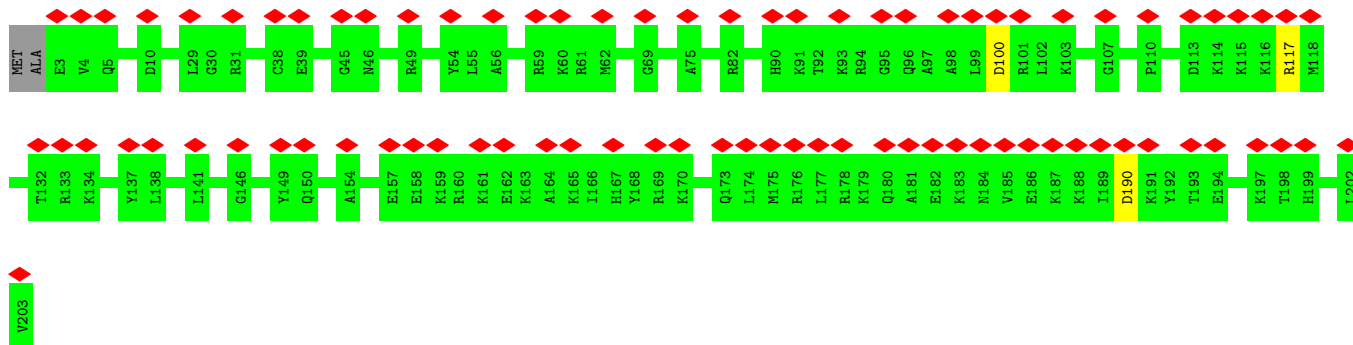 MET ALA E3 V4 Q5 D10 L29 G30 R31 C38 E39 G45 N46 R49 Y54 L55 A56 R59 K60 R61 M62 G69 A75 R82 H90 K91 T92 K93 R94 G95 Q96 A97 A98 L99 D100 R101 L102 K103 G107 P110 D113 K114 K115 K116 R117 M118
T132 R133 K134 Y137 L138 L141 G146 Y149 Q150 A154 E157 E158 K159 R160 K161 E162 K163 A164 K165 I166 H167 Y168 R169 K170 Q173 L174 M175 R176 L177 R178 K179 Q180 A181 E182 K183 N184 V185 E186 K187 K188 I189 D190 K191 Y192 T193 E194 K197 T198 H199 L202
V203